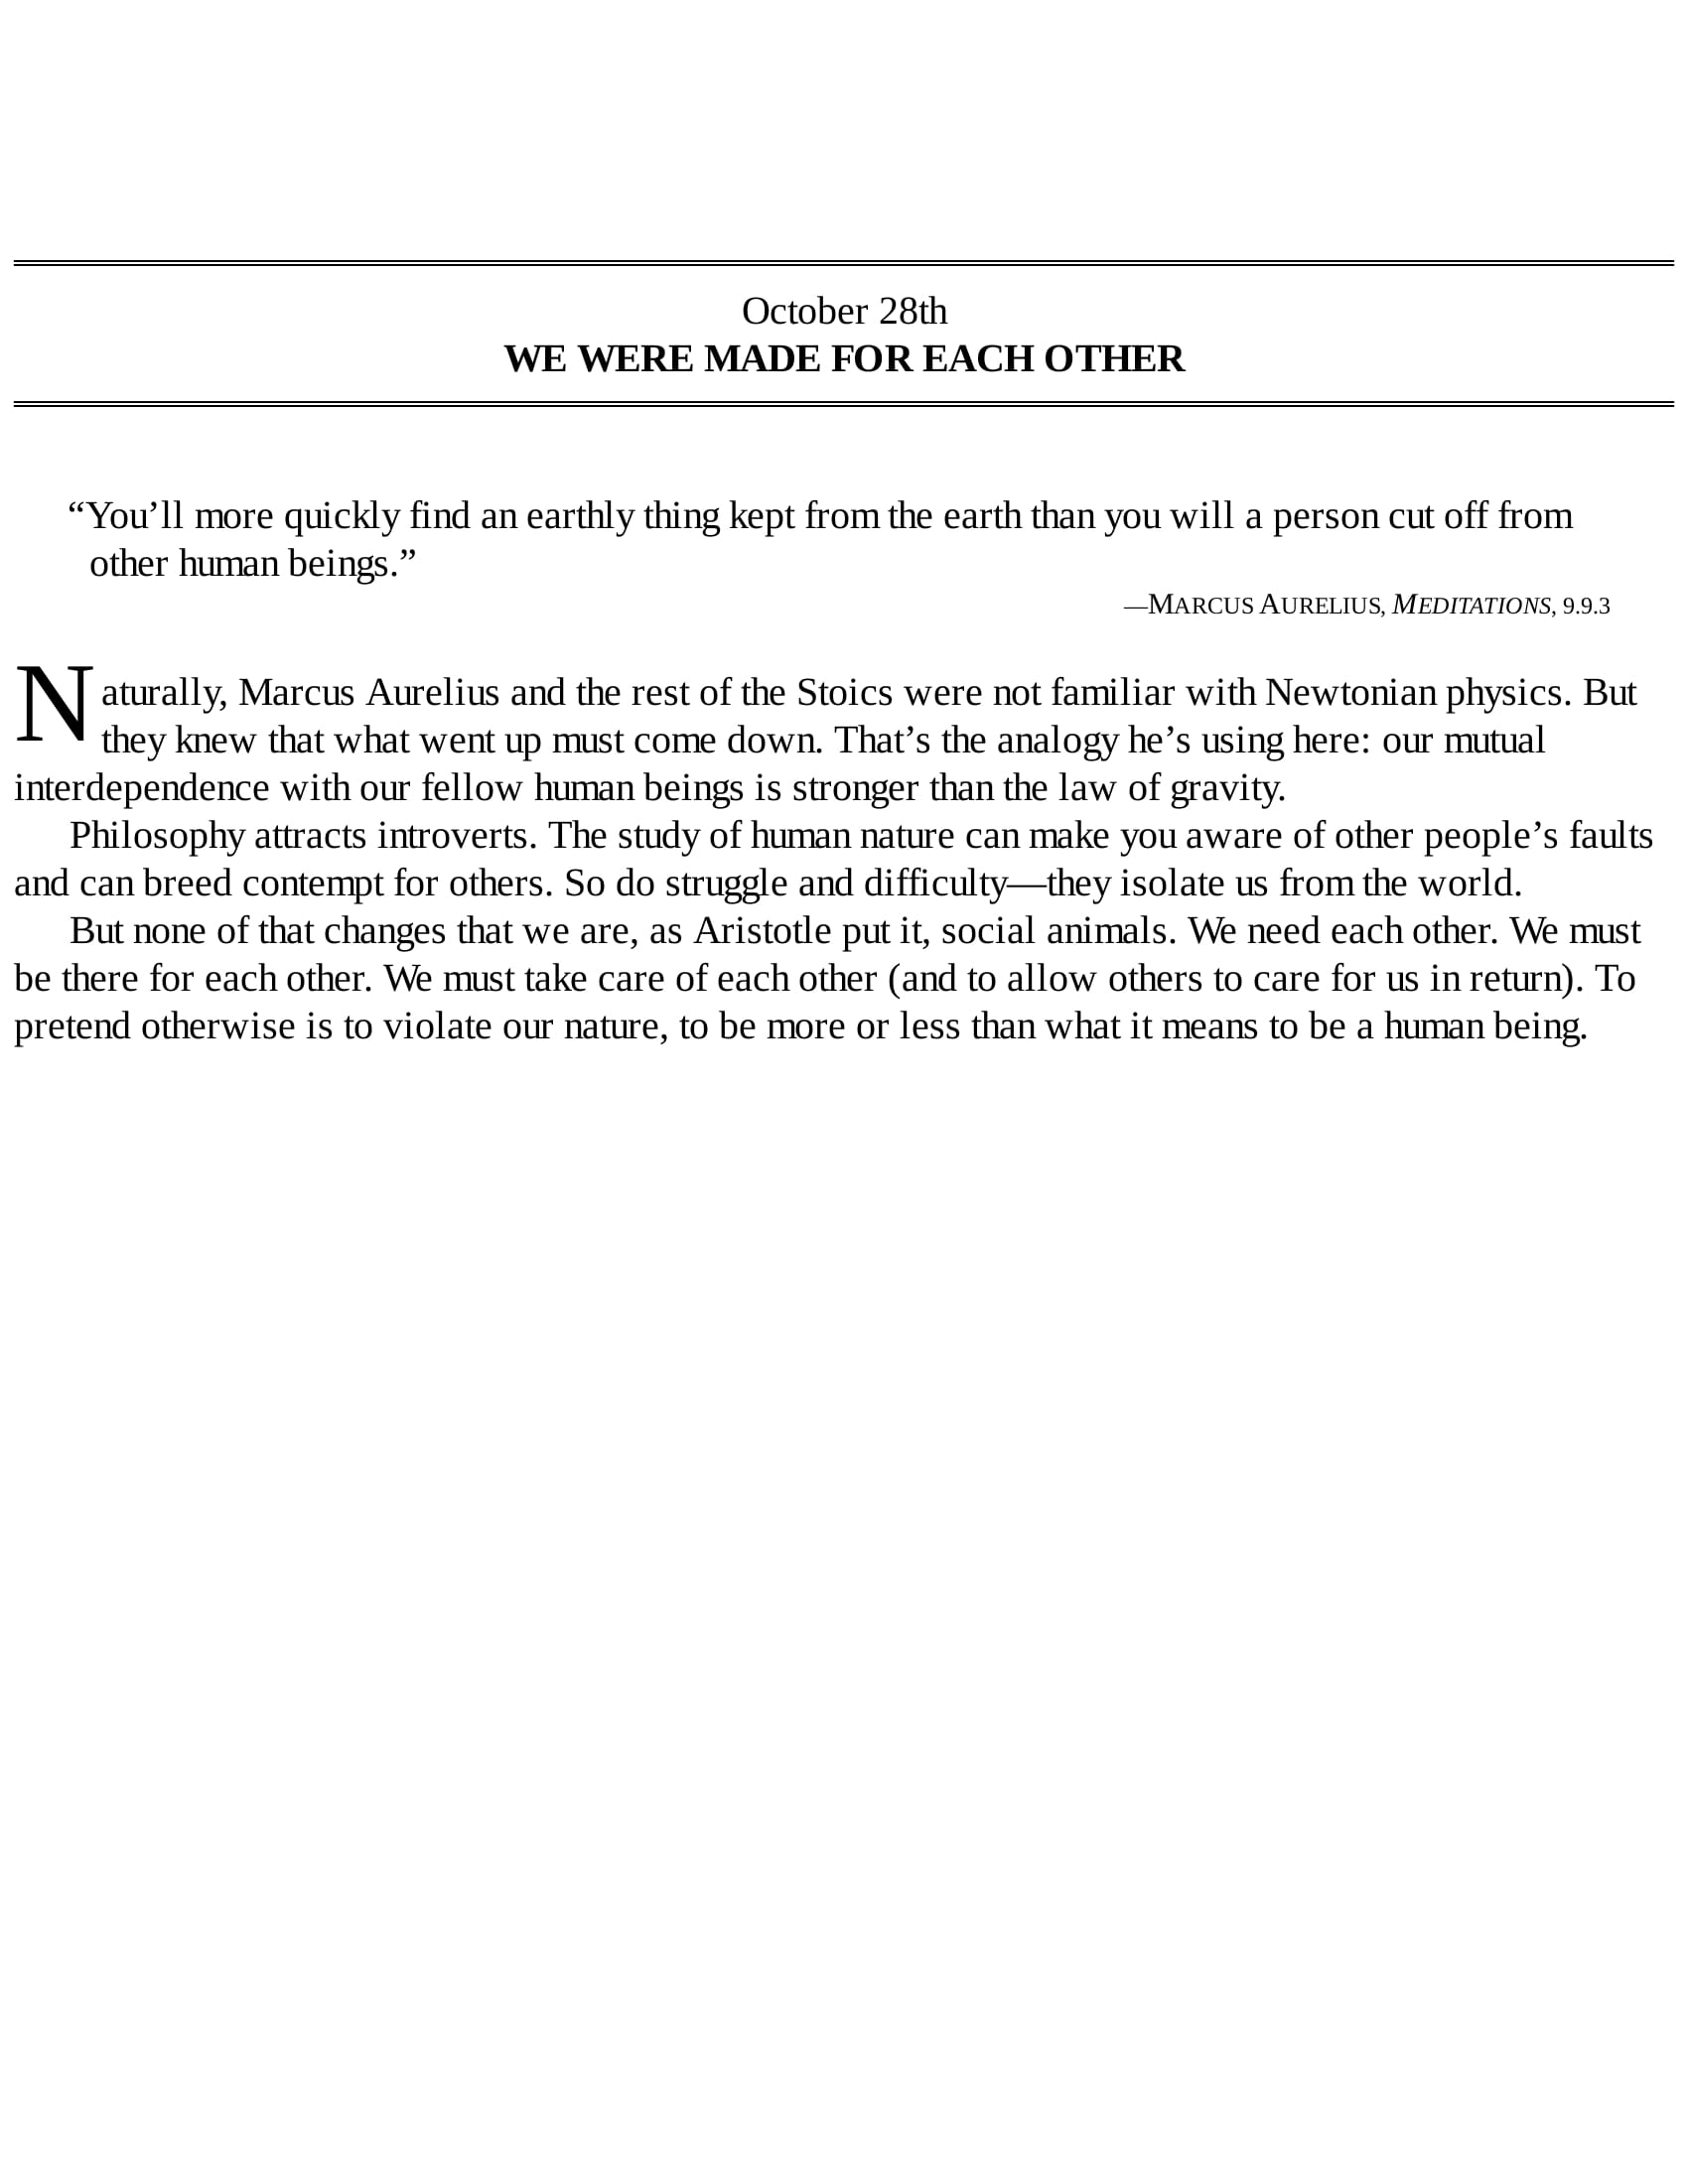 October 28th
WE WERE MADE FOR EACH OTHER
“You’ll more quickly find an earthly thing kept from the earth than you will a person cut off from
other human beings.”
—MARCUS AURELIUS, MEDITATIONS, 9.9.3
Naturally, Marcus Aurelius and the rest of the Stoics were not familiar with Newtonian physics. But
they knew that what went up must come down. That’s the analogy he’s using here: our mutual
interdependence with our fellow human beings is stronger than the law of gravity.
Philosophy attracts introverts. The study of human nature can make you aware of other people’s faults
and can breed contempt for others. So do struggle and difficulty—they isolate us from the world.
But none of that changes that we are, as Aristotle put it, social animals. We need each other. We must
be there for each other. We must take care of each other (and to allow others to care for us in return). To
pretend otherwise is to violate our nature, to be more or less than what it means to be a human being.